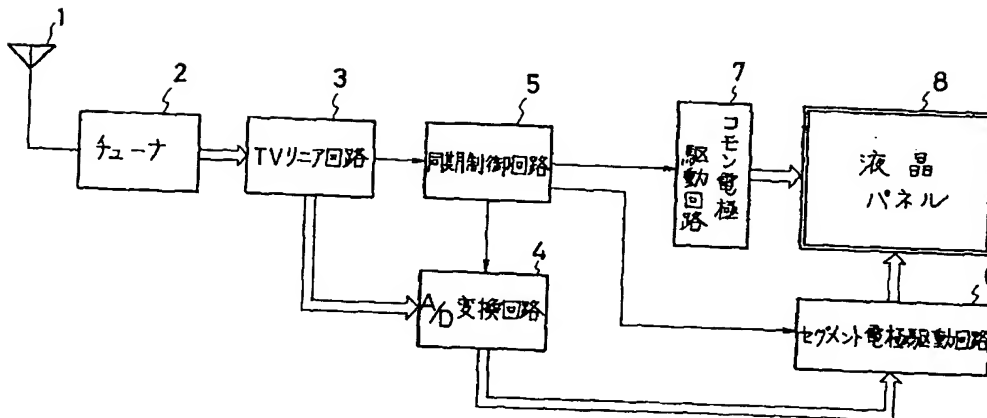 1
2
チューナ
3
TVリニア回路
5
同期制御回路
7
コモン電極
駆動回路
8
液晶
パネル
4
A/D変換回路
セグメント電極駆動回路